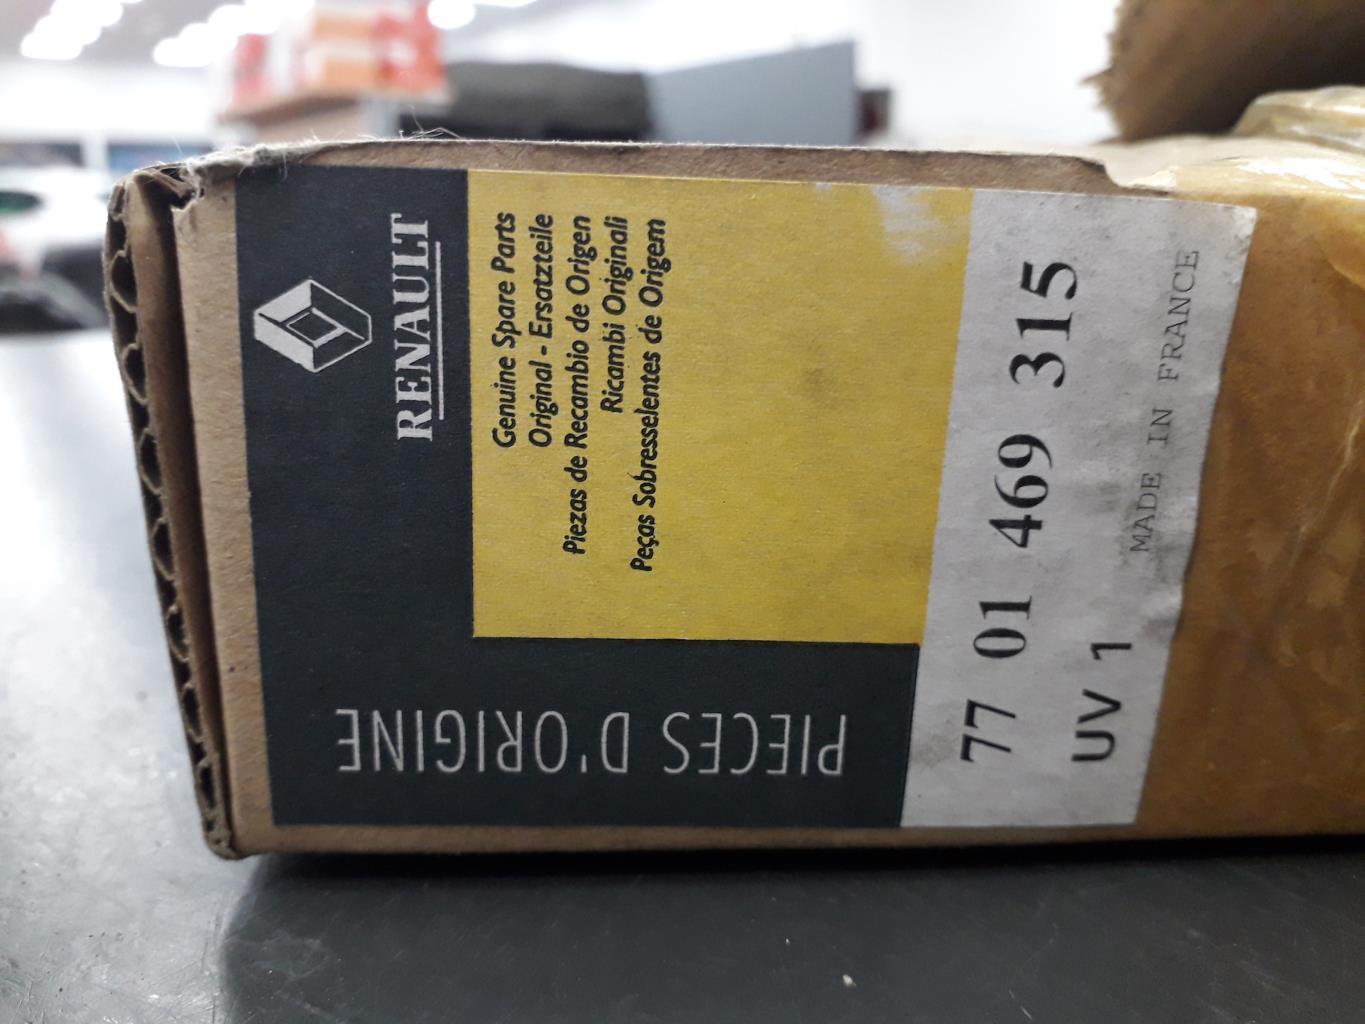 RENAULT
Genuine Spare Parts
Original - Ersatzteile
Piezas de Recambio de Origen
Ricambi Originali
Peças Sobresselentes de Origem
PIECES D'ORIGINE
77 01 469 315
UV 1
MADE IN FRANCE